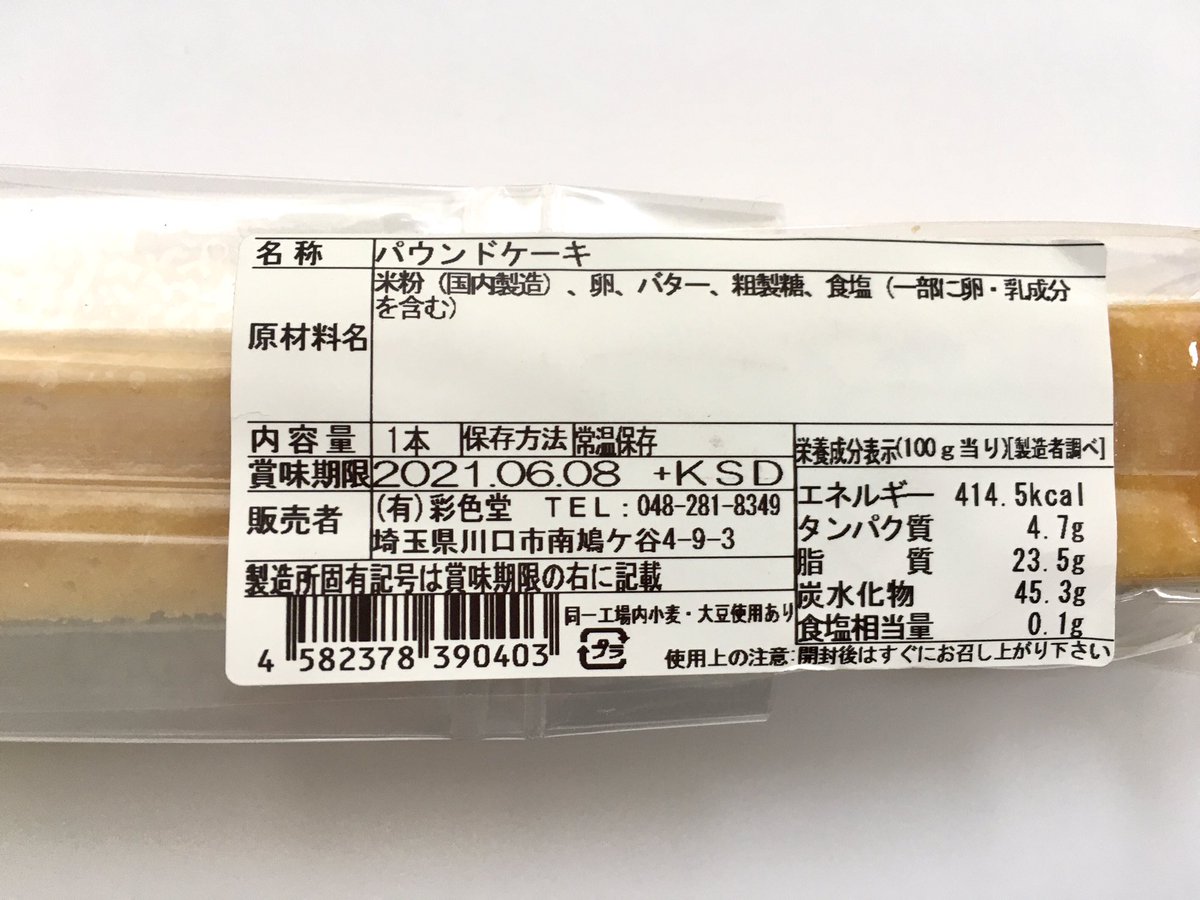 名称 パウンドケーキ
原材料名 米粉（国内製造）、卵、バター、粗製糖、食塩（一部に卵・乳成分
を含む）
内容量 1本 保存方法 常温保存
賞味期限 2021.06.08 +KSD
販売者 (有)彩色堂 TEL:048-281-8349
埼玉県川口市南鳩ケ谷4-9-3
製造所固有記号は賞味期限の右に記載
栄養成分表示(100g当り)[製造者調べ]
エネルギー 414.5kcal
タンパク質 4.7g
脂質 23.5g
炭水化物 45.3g
食塩相当量 0.1g
同一工場内小麦・大豆使用あり
プラ
使用上の注意:開封後はすぐにお召し上がり下さい
4 582378 390403